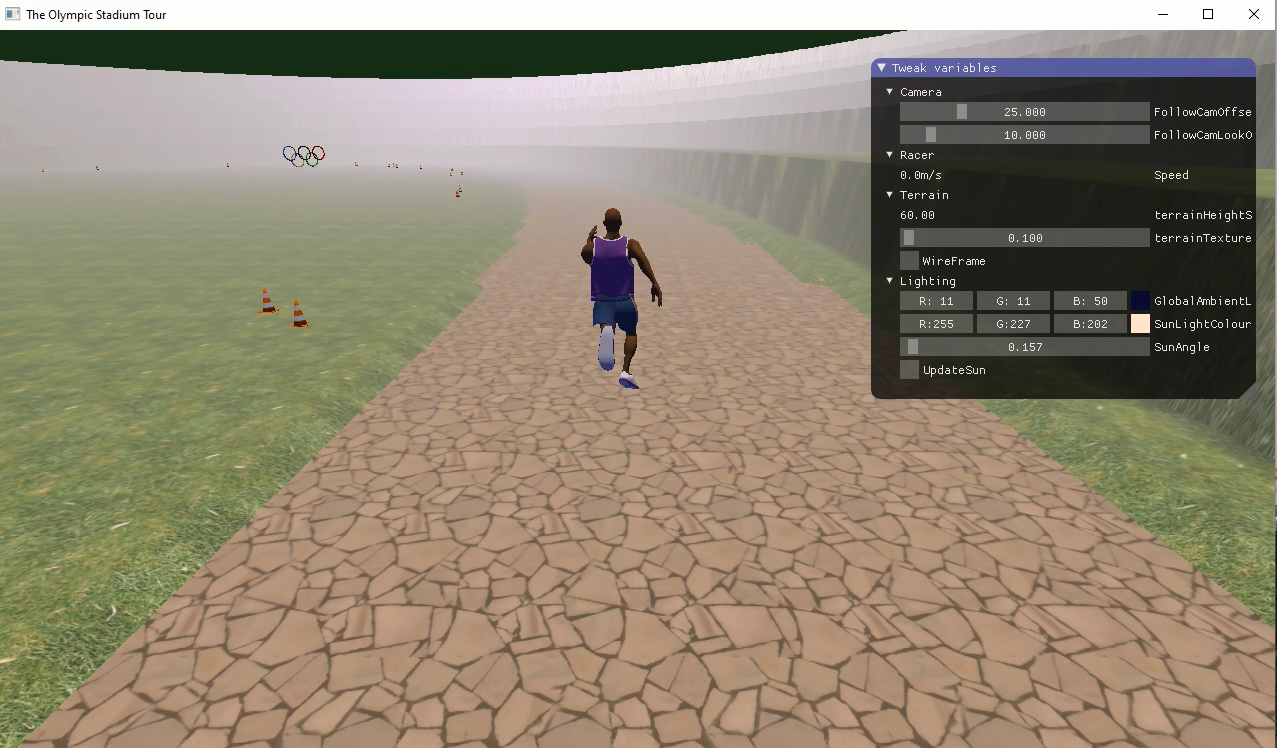 The Olympic Stadium Tour
Tweak variables
Camera
25.000 FollowCamOffse
10.000 FollowCamLookO
Racer
0.0m/s Speed
Terrain
60.00 terrainHeightS
0.100 terrainTexture
WireFrame
Lighting
R: 11 G: 11 B: 50 GlobalAmbientL
R:255 G:227 B:202 SunLightColour
0.157 SunAngle
UpdateSun